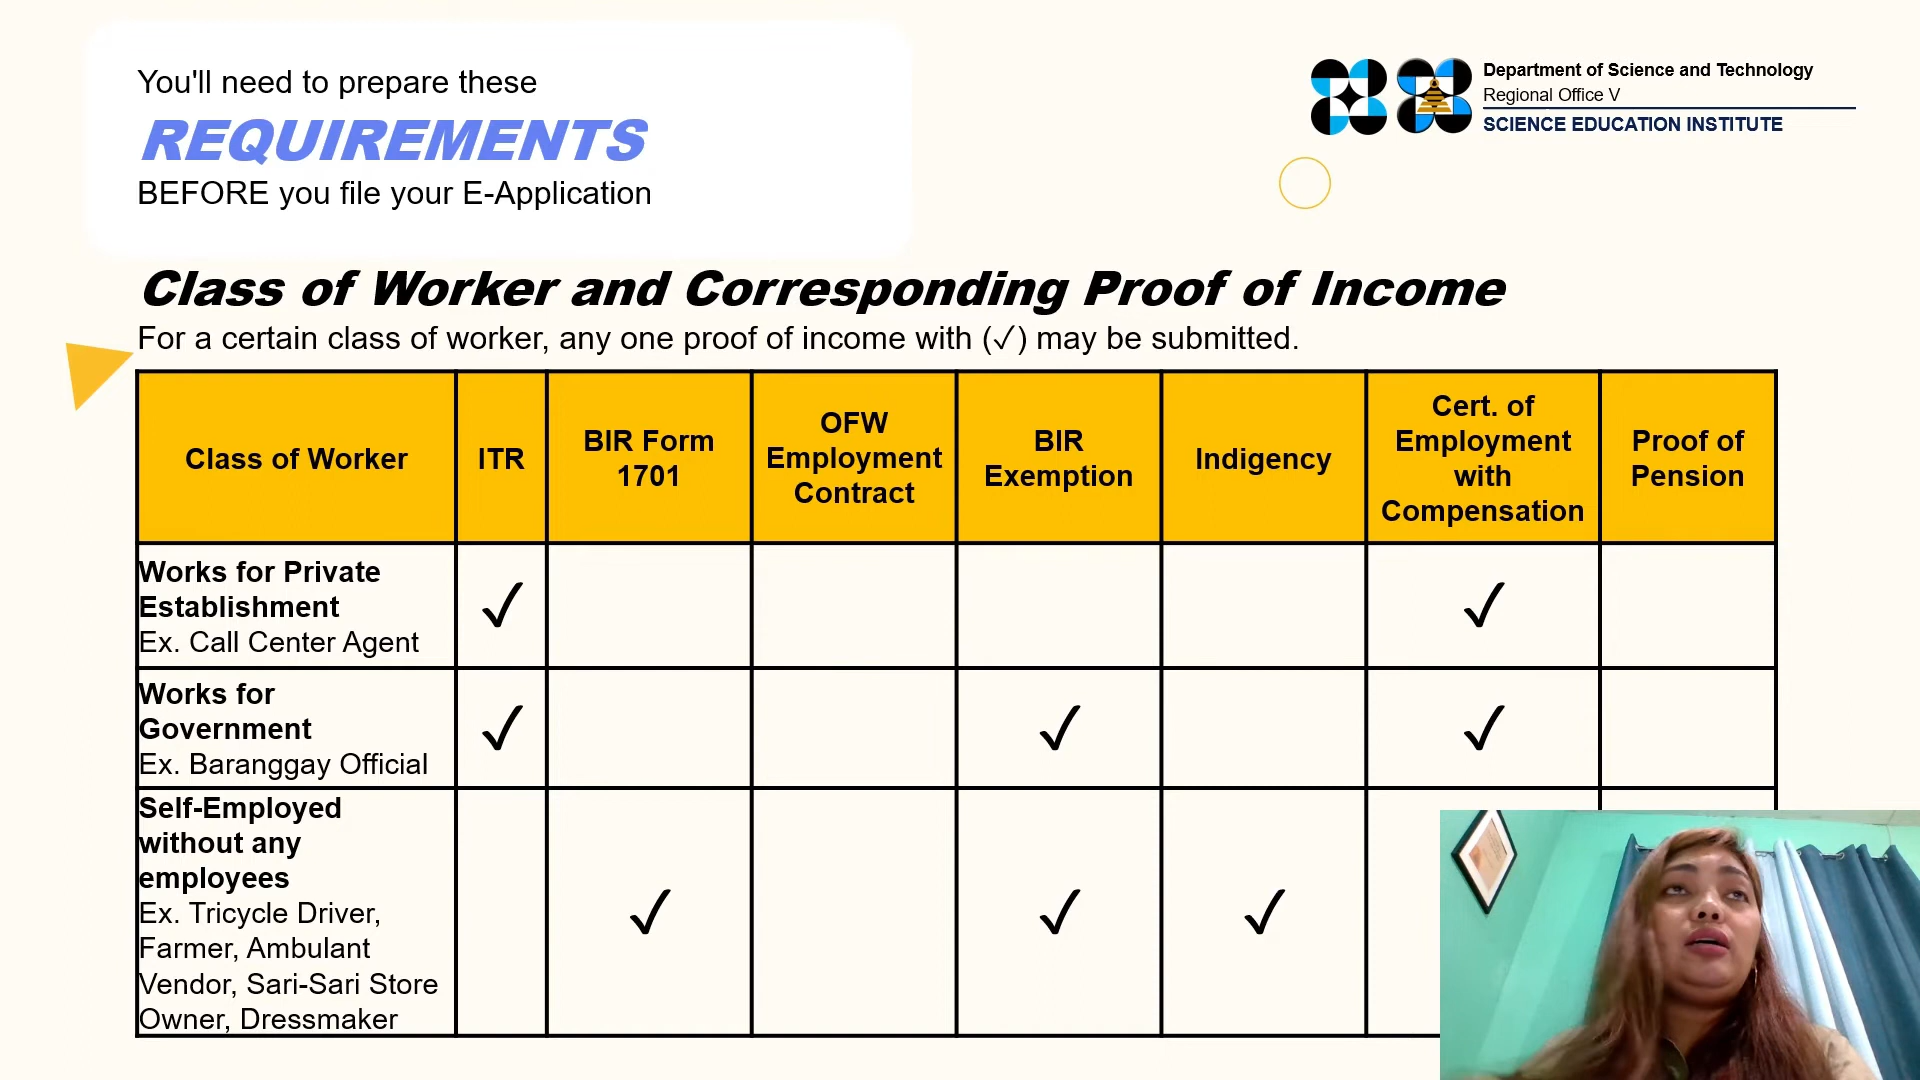 You'll need to prepare these
REQUIREMENTS
BEFORE you file your E-Application
Department of Science and Technology
Regional Office V
SCIENCE EDUCATION INSTITUTE
Class of Worker and Corresponding Proof of Income
For a certain class of worker, any one proof of income with (✓) may be submitted.
Class of Worker
ITR
BIR Form
1701
OFW
Employment
Contract
BIR
Exemption
Indigency
Cert. of
Employment
with
Compensation
Proof of
Pension
Works for Private
Establishment
Ex. Call Center Agent
✓
✓
Works for
Government
Ex. Baranggay Official
✓
✓
✓
Self-Employed
without any
employees
Ex. Tricycle Driver,
Farmer, Ambulant
Vendor, Sari-Sari Store
Owner, Dressmaker
✓
✓
✓